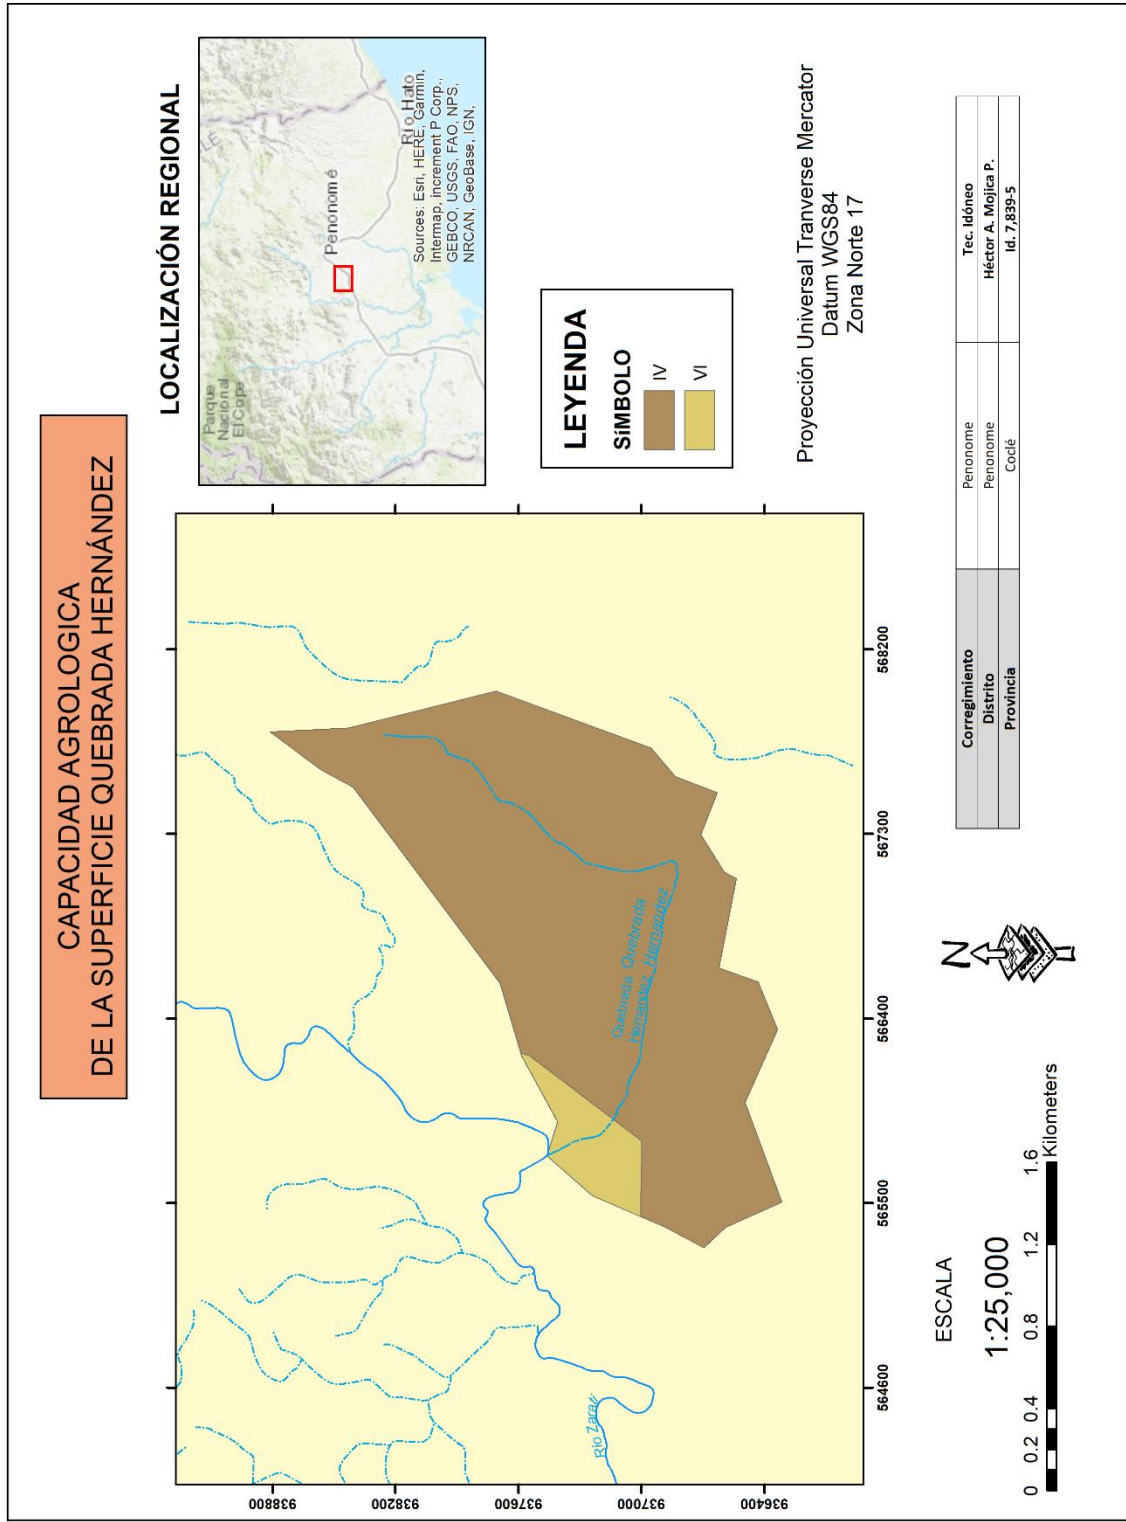 CAPACIDAD AGROLOGICA
DE LA SUPERFICIE QUEBRADA HERNÁNDEZ
LOCALIZACIÓN REGIONAL
Parque
Nacional
El Cope
Penonomé
Río Hato
Sources: Esri, HERE, Garmin,
Intermap, increment P Corp.,
GEBCO, USGS, FAO, NPS,
NRCAN, GeoBase, IGN,
938800
938200
937600
937000
936400
564600
565500
566400
567300
568200
Quebrada Quebrada
Hernandez Hernandez
Rio Zarati
LEYENDA
SíMBOLO
IV
VI
Proyección Universal Tranverse Mercator
Datum WGS84
Zona Norte 17
ESCALA
1:25,000
0 0.2 0.4 0.8 1.2 1.6
Kilometers
N
Corregimiento Penonome Tec. Idóneo
Distrito Penonome Héctor A. Mojica P.
Provincia Coclé Id. 7,839-5